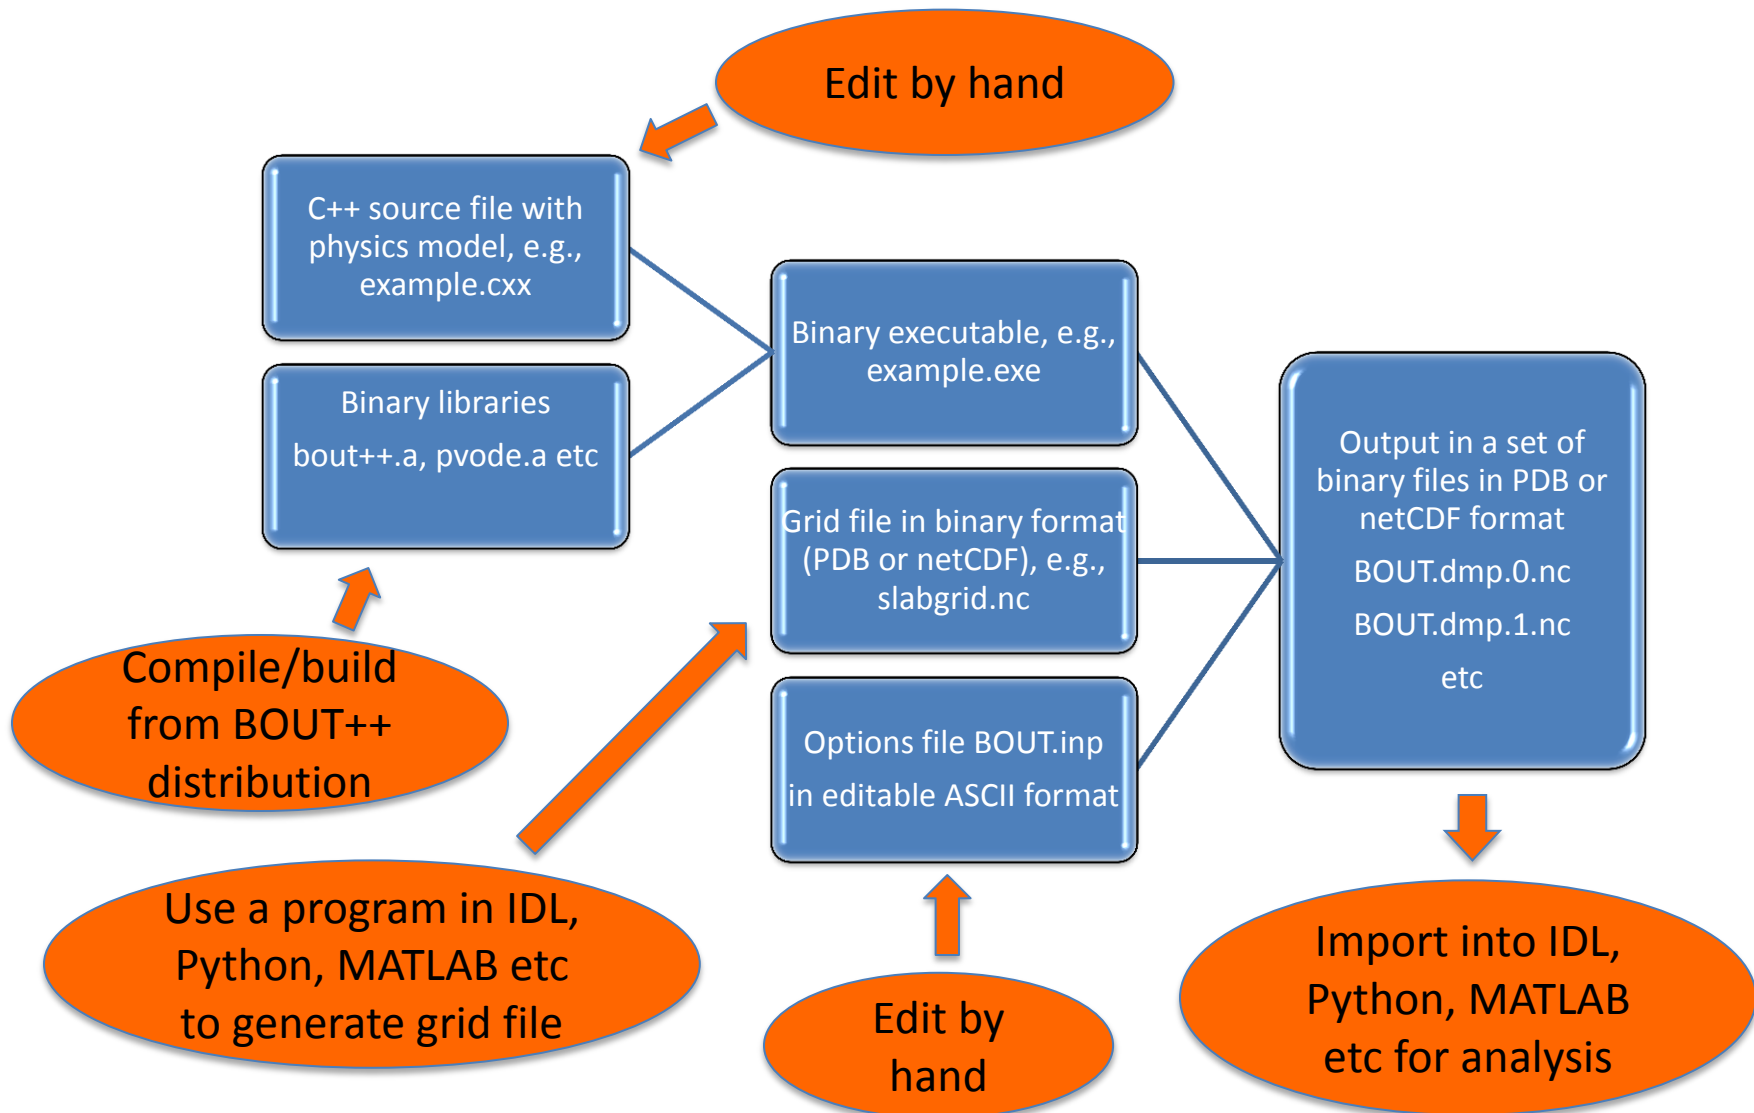 Edit by hand
C++ source file with
physics model, e.g.,
example.cxx
Binary libraries
bout++.a, pvode.a etc
Binary executable, e.g.,
example.exe
Grid file in binary format
(PDB or netCDF), e.g.,
slabgrid.nc
Options file BOUT.inp
in editable ASCII format
Output in a set of
binary files in PDB or
netCDF format
BOUT.dmp.0.nc
BOUT.dmp.1.nc
etc
Compile/build
from BOUT++
distribution
Use a program in IDL,
Python, MATLAB etc
to generate grid file
Edit by
hand
Import into IDL,
Python, MATLAB
etc for analysis